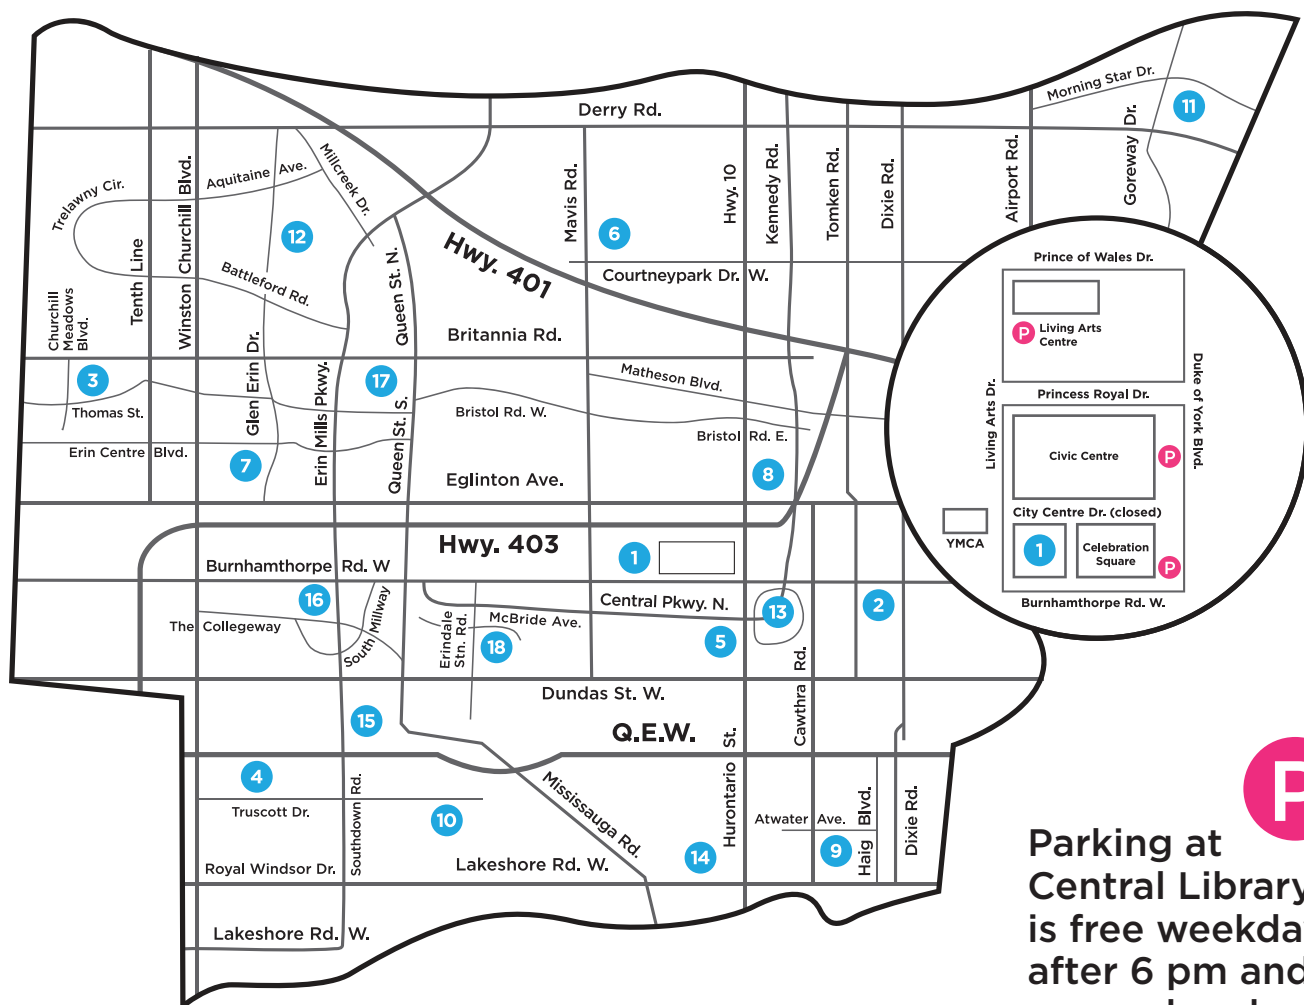 Derry Rd.
Morning Star Dr.
11
Goreway Dr.
Airport Rd.
Dixie Rd.
Tomken Rd.
Kennedy Rd.
Hwy. 10
Mavis Rd.
6
Courtneypark Dr. W.
Hwy. 401
Millcreek Dr.
Aquitaine Ave.
Trelawny Cir.
12
Battleford Rd.
Winston Churchill Blvd.
Tenth Line
Churchill
Meadows
Blvd.
Queen St. N.
Britannia Rd.
3
Thomas St.
Glen Erin Dr.
Erin Mills Pkwy.
17
Queen St. S.
Matheson Blvd.
Bristol Rd. W.
Bristol Rd. E.
Erin Centre Blvd.
7
Eglinton Ave.
8
Hwy. 403
1
Burnhamthorpe Rd. W
16
The Collegeway
South Millway
Erindale
Stn. Rd.
McBride Ave.
18
Central Pkwy. N.
5
13
2
Dundas St. W.
Cawthra Rd.
15
Q.E.W.
4
Truscott Dr.
Southdown Rd.
10
Mississauga Rd.
Hurontario St.
14
Atwater Ave.
9
Haig Blvd.
Dixie Rd.
Royal Windsor Dr.
Lakeshore Rd. W.
Lakeshore Rd. W.
Prince of Wales Dr.
P
Living Arts
Centre
Duke of York Blvd.
Princess Royal Dr.
Living Arts Dr.
Civic Centre
P
City Centre Dr. (closed)
YMCA
1
Celebration
Square
P
Burnhamthorpe Rd. W.
P
Parking at
Central Library
is free weekda
after 6 pm and